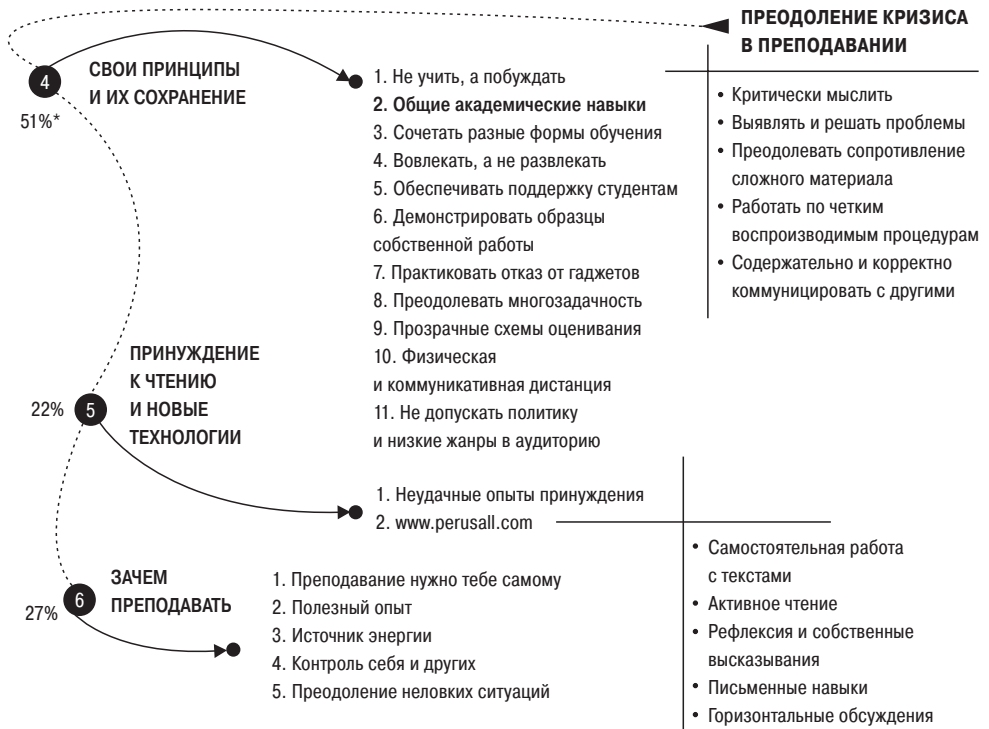 ПРЕОДОЛЕНИЕ КРИЗИСА
В ПРЕПОДАВАНИИ
4
51%*
СВОИ ПРИНЦИПЫ
И ИХ СОХРАНЕНИЕ
1. Не учить, а побуждать
2. Общие академические навыки
3. Сочетать разные формы обучения
4. Вовлекать, а не развлекать
5. Обеспечивать поддержку студентам
6. Демонстрировать образцы
собственной работы
7. Практиковать отказ от гаджетов
8. Преодолевать многозадачность
9. Прозрачные схемы оценивания
10. Физическая
и коммуникативная дистанция
11. Не допускать политику
и низкие жанры в аудиторию
• Критически мыслить
• Выявлять и решать проблемы
• Преодолевать сопротивление
сложного материала
• Работать по четким
воспроизводимым процедурам
• Содержательно и корректно
коммуницировать с другими
22%
5
ПРИНУЖДЕНИЕ
К ЧТЕНИЮ
И НОВЫЕ
ТЕХНОЛОГИИ
1. Неудачные опыты принуждения
2. www.perusall.com
• Самостоятельная работа
с текстами
• Активное чтение
• Рефлексия и собственные
высказывания
• Письменные навыки
• Горизонтальные обсуждения
27%
6
ЗАЧЕМ
ПРЕПОДАВАТЬ
1. Преподавание нужно тебе самому
2. Полезный опыт
3. Источник энергии
4. Контроль себя и других
5. Преодоление неловких ситуаций